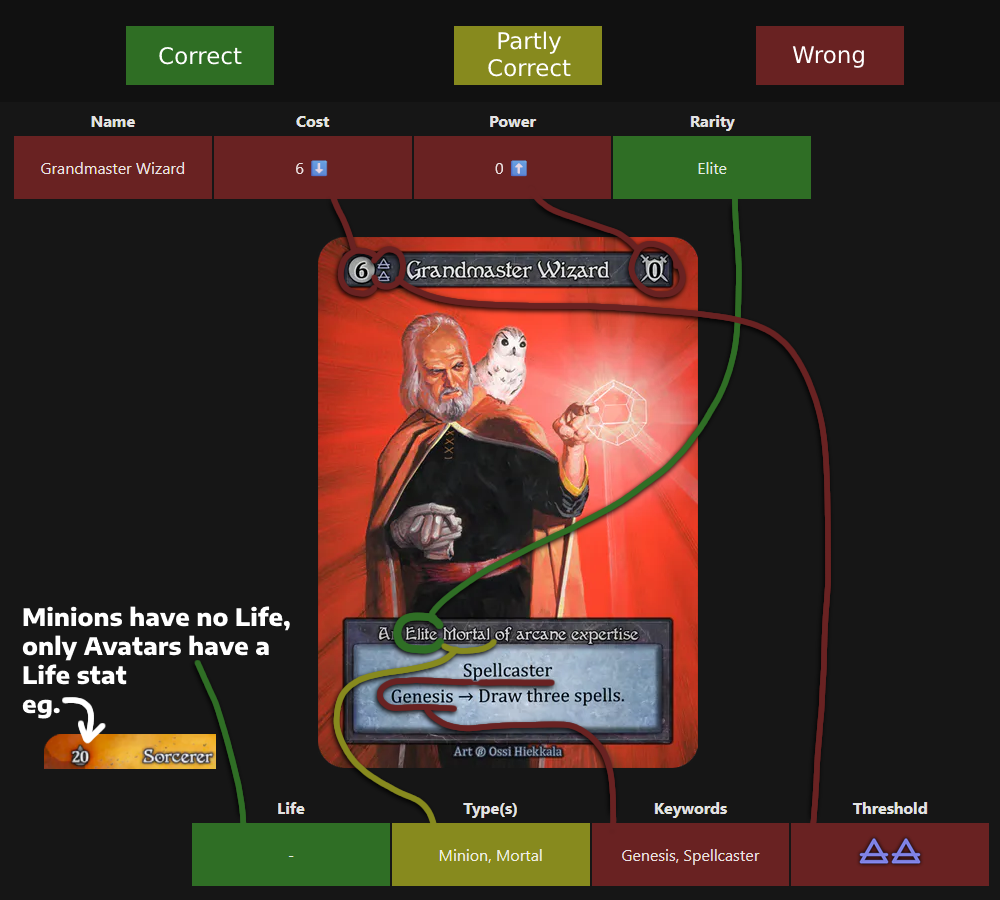 Correct
Partly
Correct
Wrong
Name
Cost
Power
Rarity
Grandmaster Wizard
6 ⬇️
0 ⬆️
Elite
6
Grandmaster Wizard
0
An Elite Mortal of arcane expertise
Spellcaster
Genesis → Draw three spells.
Art @ Ossi Hiekkala
Minions have no Life,
only Avatars have a
Life stat
eg.
20
Sorcerer
Life
Type(s)
Keywords
Threshold
-
Minion, Mortal
Genesis, Spellcaster